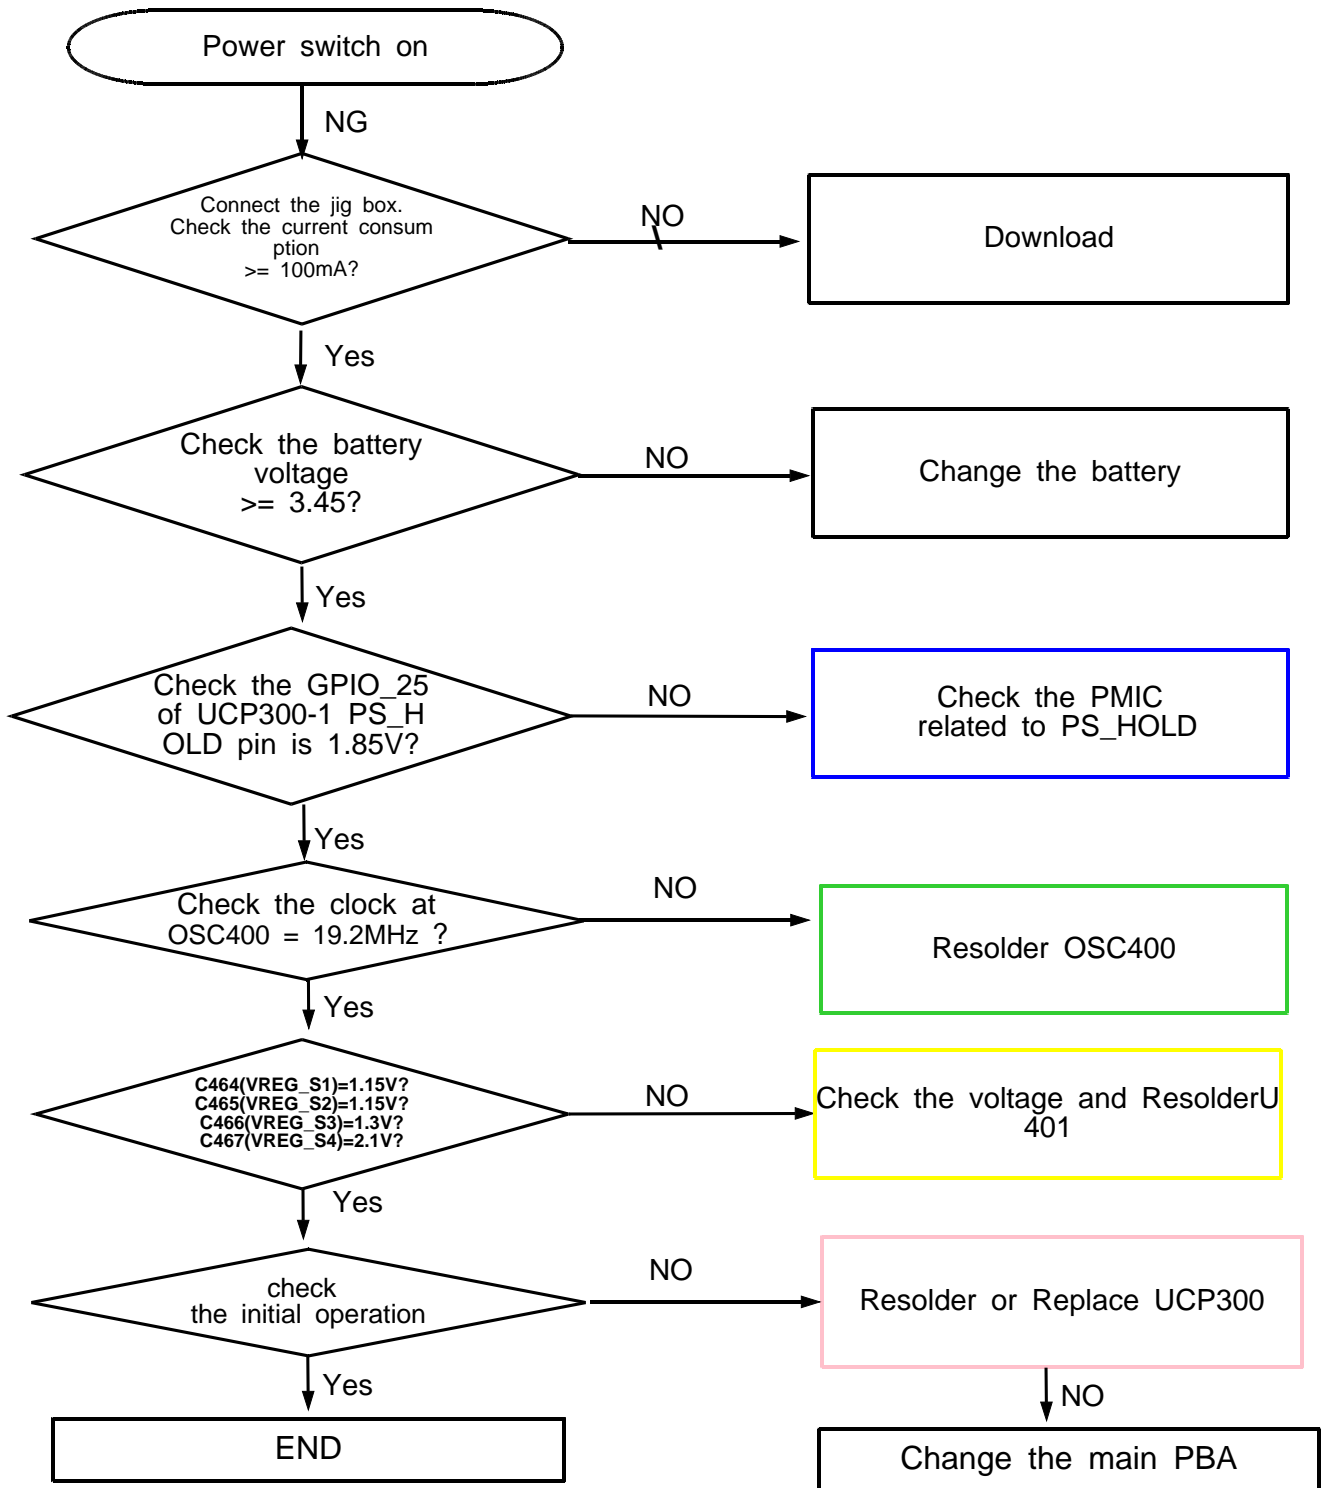 Power switch on
NG
Connect the jig box.
Check the current consum
ption
>= 100mA?
NO
Download
Yes
Check the battery
voltage
>= 3.45?
NO
Change the battery
Yes
Check the GPIO_25
of UCP300-1 PS_H
OLD pin is 1.85V?
NO
Check the PMIC
related to PS_HOLD
Yes
Check the clock at
OSC400 = 19.2MHz ?
NO
Resolder OSC400
Yes
C464(VREG_S1)=1.15V?
C465(VREG_S2)=1.15V?
C466(VREG_S3)=1.3V?
C467(VREG_S4)=2.1V?
NO
Check the voltage and ResolderU
401
Yes
check
the initial operation
NO
Resolder or Replace UCP300
Yes
NO
END
Change the main PBA